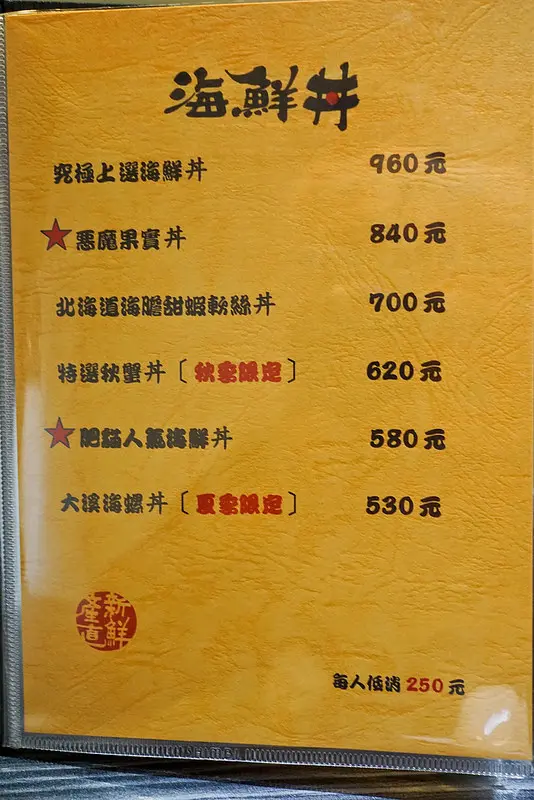 海鮮丼
究極上選海鮮丼 960元
★惡魔果實丼 840元
北海道海膽甜蝦軟絲丼 700元
特選秋蟹丼〔秋季限定〕 620元
★肥貓人氣海鮮丼 580元
大溪海螺丼〔夏季限定〕 530元
新鮮
產直
每人低消250元